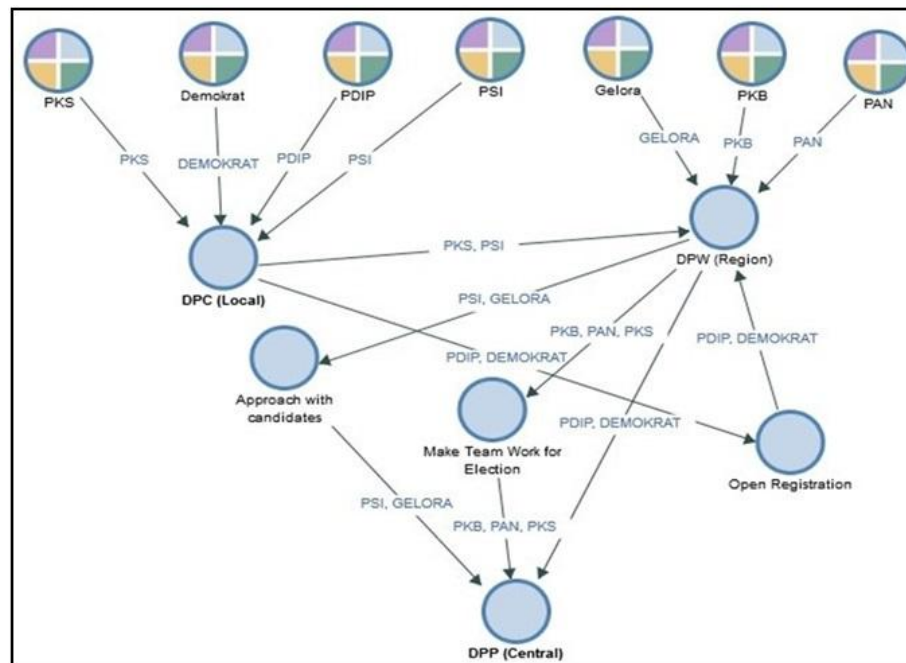 PKS
Demokrat
PDIP
PSI
Gelora
PKB
PAN
PKS
DEMOKRAT
PDIP
PSI
GELORA
PKB
PAN
PKS, PSI
DPC (Local)
DPW (Region)
PSI, GELORA
PKB, PAN, PKS
PDIP, DEMOKRAT
PDIP, DEMOKRAT
Approach with
candidates
Make Team Work for
Election
PDIP, DEMOKRAT
Open Registration
PSI, GELORA
PKB, PAN, PKS
DPP (Central)